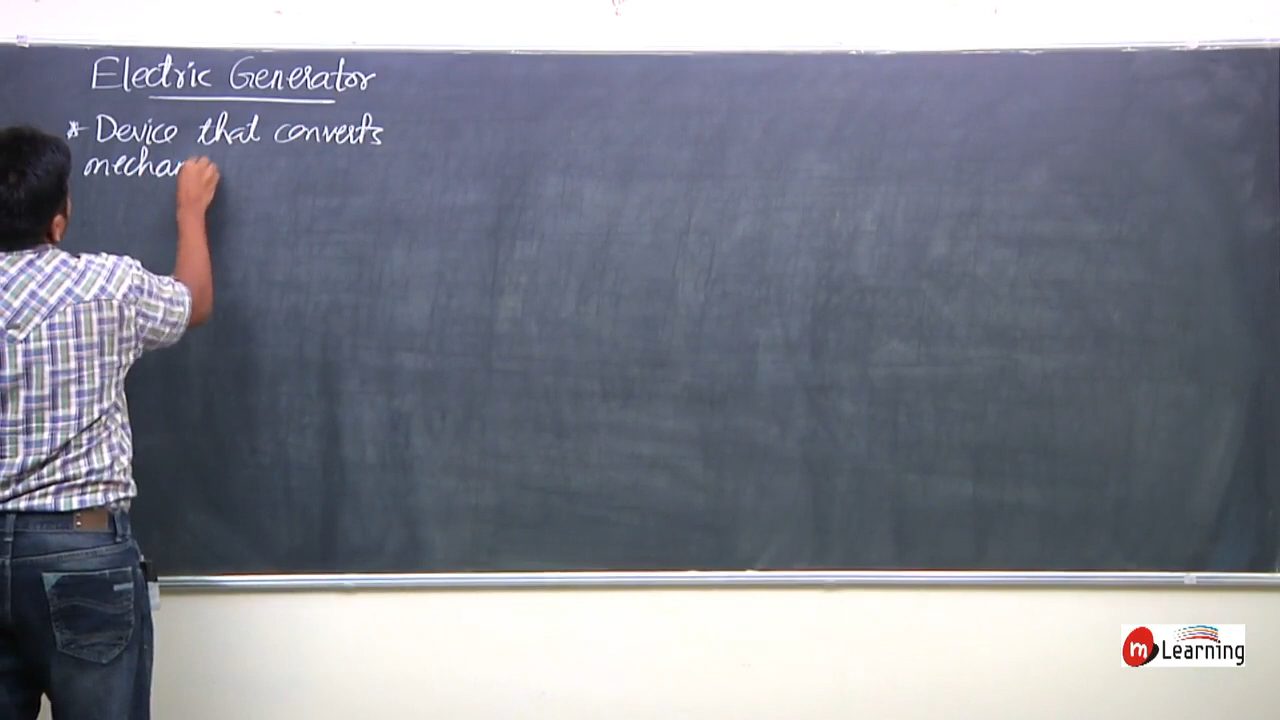 Electric Generator
* Device that converts
mechan
m Learning